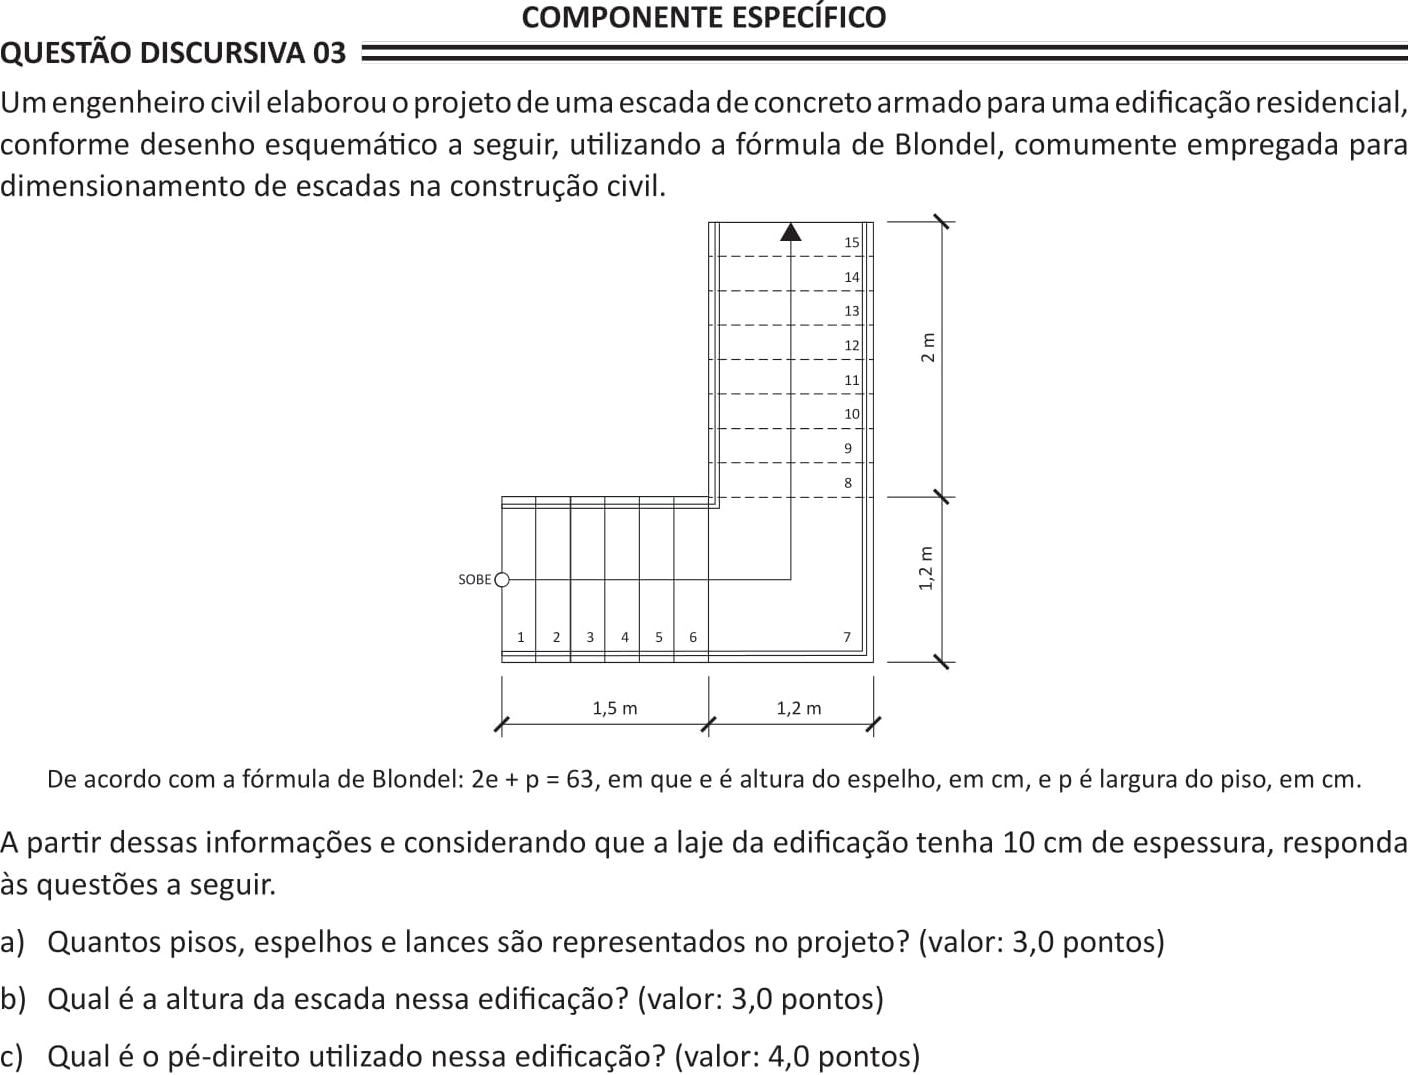 COMPONENTE ESPECÍFICO
QUESTÃO DISCURSIVA 03
Um engenheiro civil elaborou o projeto de uma escada de concreto armado para uma edificação residencial,
conforme desenho esquemático a seguir, utilizando a fórmula de Blondel, comumente empregada para
dimensionamento de escadas na construção civil.
15
14
13
12
11
10
9
8
2 m
1,2 m
SOBE
1 2 3 4 5 6 7
1,5 m 1,2 m
De acordo com a fórmula de Blondel: 2e + p = 63, em que e é altura do espelho, em cm, e p é largura do piso, em cm.
A partir dessas informações e considerando que a laje da edificação tenha 10 cm de espessura, responda
às questões a seguir.
a) Quantos pisos, espelhos e lances são representados no projeto? (valor: 3,0 pontos)
b) Qual é a altura da escada nessa edificação? (valor: 3,0 pontos)
c) Qual é o pé-direito utilizado nessa edificação? (valor: 4,0 pontos)